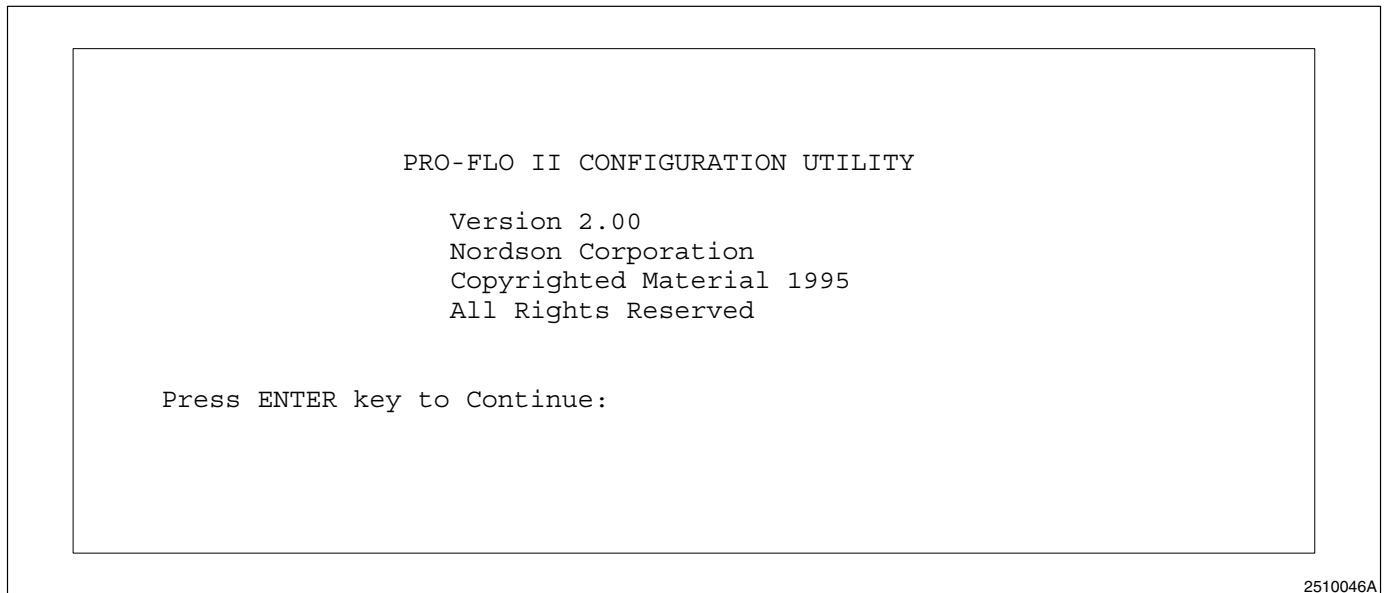 PRO-FLO II CONFIGURATION UTILITY
Version 2.00
Nordson Corporation
Copyrighted Material 1995
All Rights Reserved
Press ENTER key to Continue:
2510046A